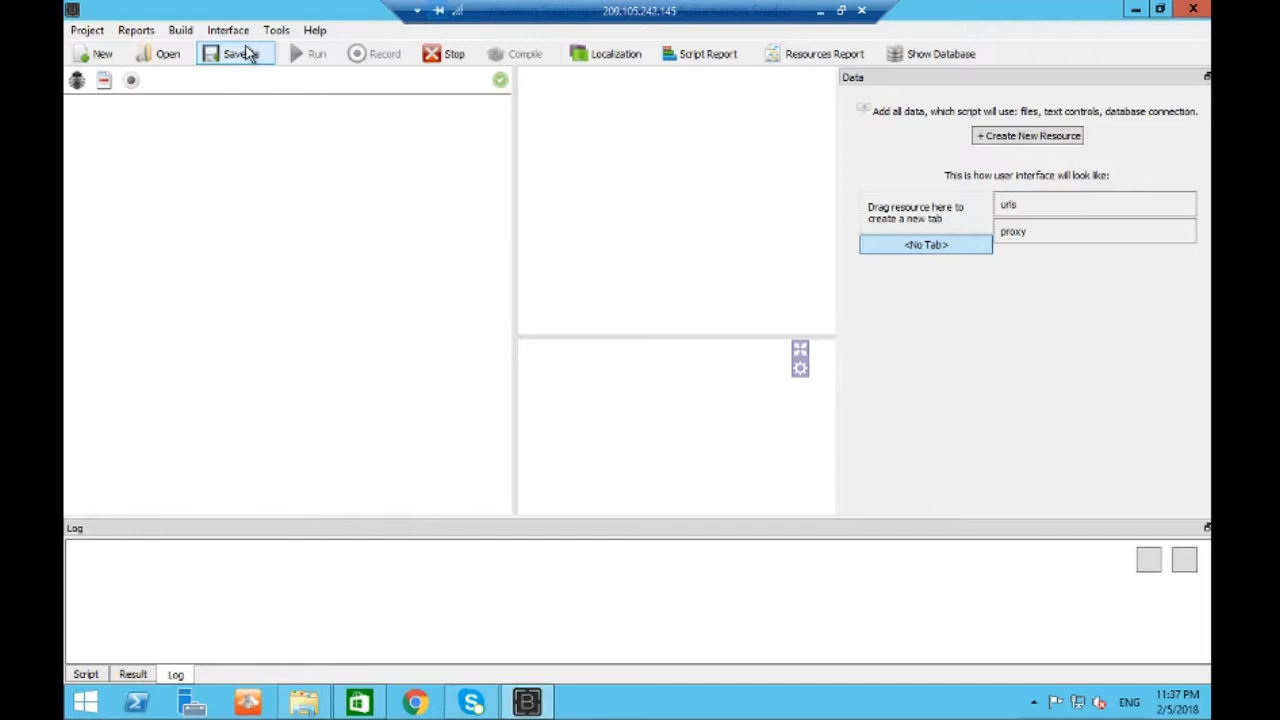 209.105.242.145
Project Reports Build Interface Tools Help
New Open Save Run Record Stop Compile Localization Script Report Resources Report Show Database
Data
Add all data, which script will use: files, text controls, database connection.
+ Create New Resource
This is how user interface will look like:
Drag resource here to
create a new tab
<No Tab>
urls
proxy
Log
Script Result Log
ENG
11:37 PM
2/5/2018